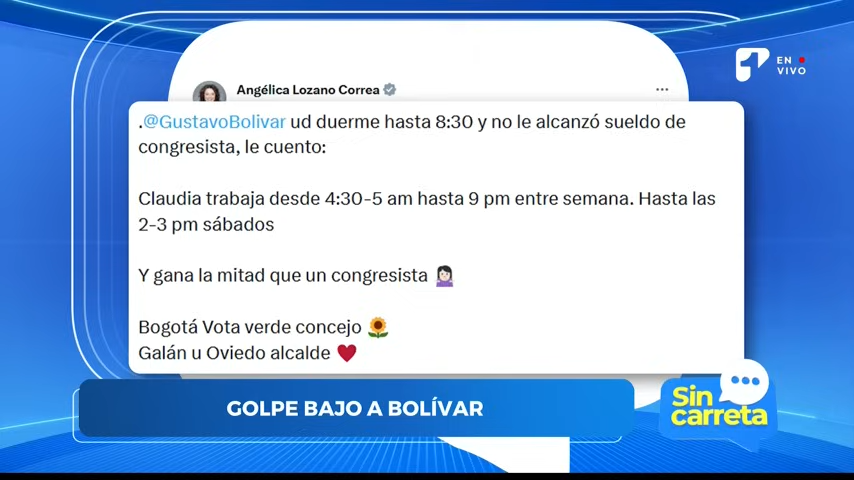 EN
VIVO
Angélica Lozano Correa
.@GustavoBolivar ud duerme hasta 8:30 y no le alcanzó sueldo de
congresista, le cuento:
Claudia trabaja desde 4:30-5 am hasta 9 pm entre semana. Hasta las
2-3 pm sábados
Y gana la mitad que un congresista 🤷🏻‍♀️
Bogotá Vota verde concejo 🌻
Galán u Oviedo alcalde ❤️
GOLPE BAJO A BOLÍVAR
Sin
carreta